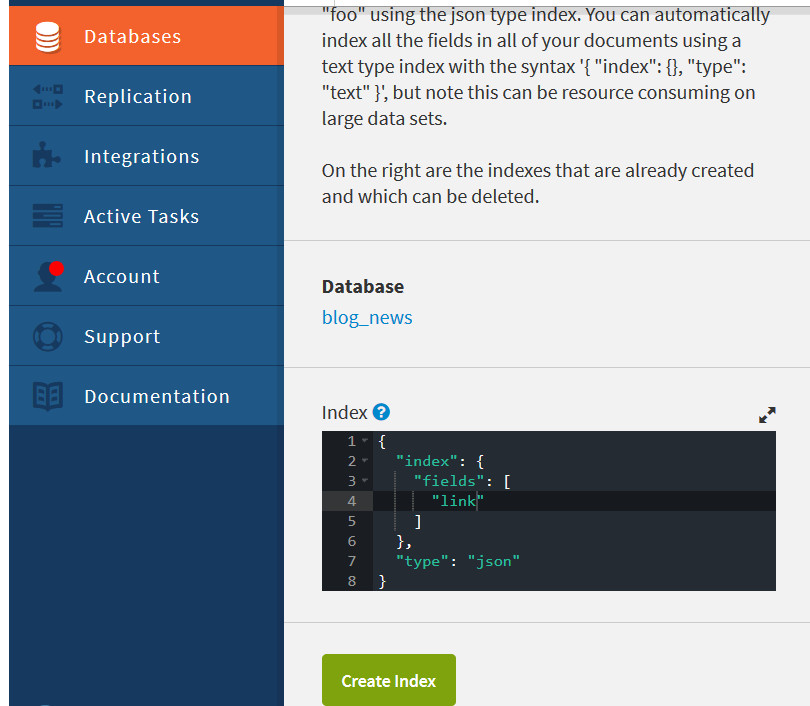 Databases
Replication
Integrations
Active Tasks
Account
Support
Documentation
"foo" using the json type index. You can automatically
index all the fields in all of your documents using a
text type index with the syntax '{ "index": {}, "type":
"text" }', but note this can be resource consuming on
large data sets.
On the right are the indexes that are already created
and which can be deleted.
Database
blog_news
Index ?
1 {
2 "index": {
3 "fields": [
4 "link"
5 ]
6 },
7 "type": "json"
8 }
Create Index